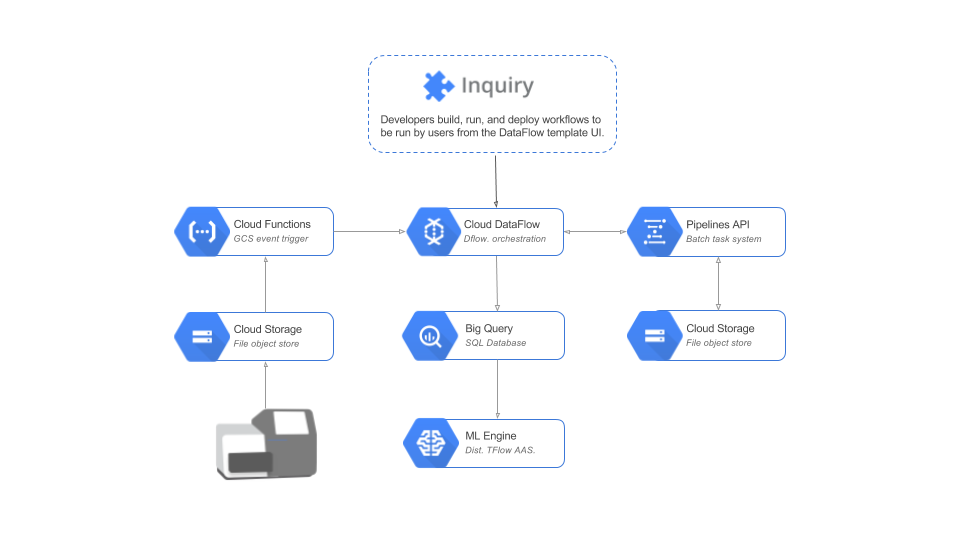 Inquiry
Developers build, run, and deploy workflows to
be run by users from the DataFlow template UI.
Cloud Functions
GCS event trigger
Cloud DataFlow
Dflow. orchestration
Pipelines API
Batch task system
Cloud Storage
File object store
Big Query
SQL Database
Cloud Storage
File object store
ML Engine
Dist. TFlow AAS.